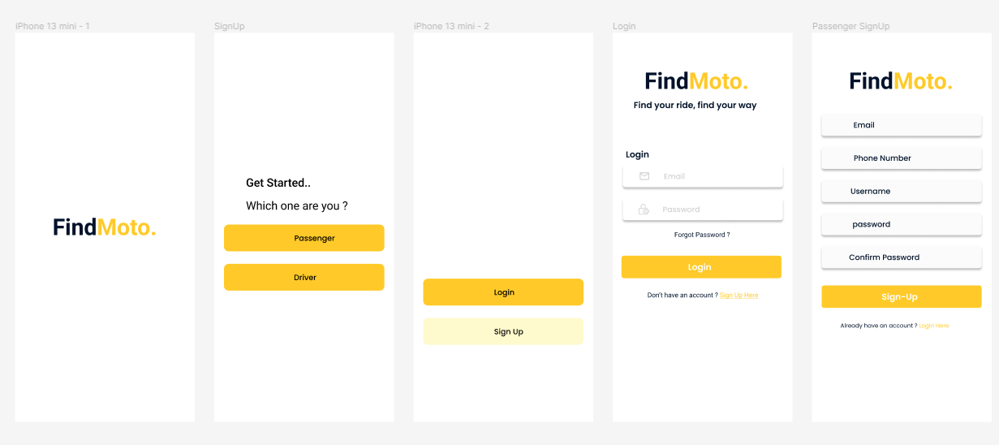 iPhone 13 mini - 1
FindMoto.
SignUp
Get Started..
Which one are you ?
Passenger
Driver
iPhone 13 mini - 2
Login
Sign Up
Login
FindMoto.
Find your ride, find your way
Login
Email
Password
Forgot Password ?
Login
Don't have an account ? Sign Up Here
Passenger SignUp
FindMoto.
Email
Phone Number
Username
password
Confirm Password
Sign-Up
Already have an account ? Login Here